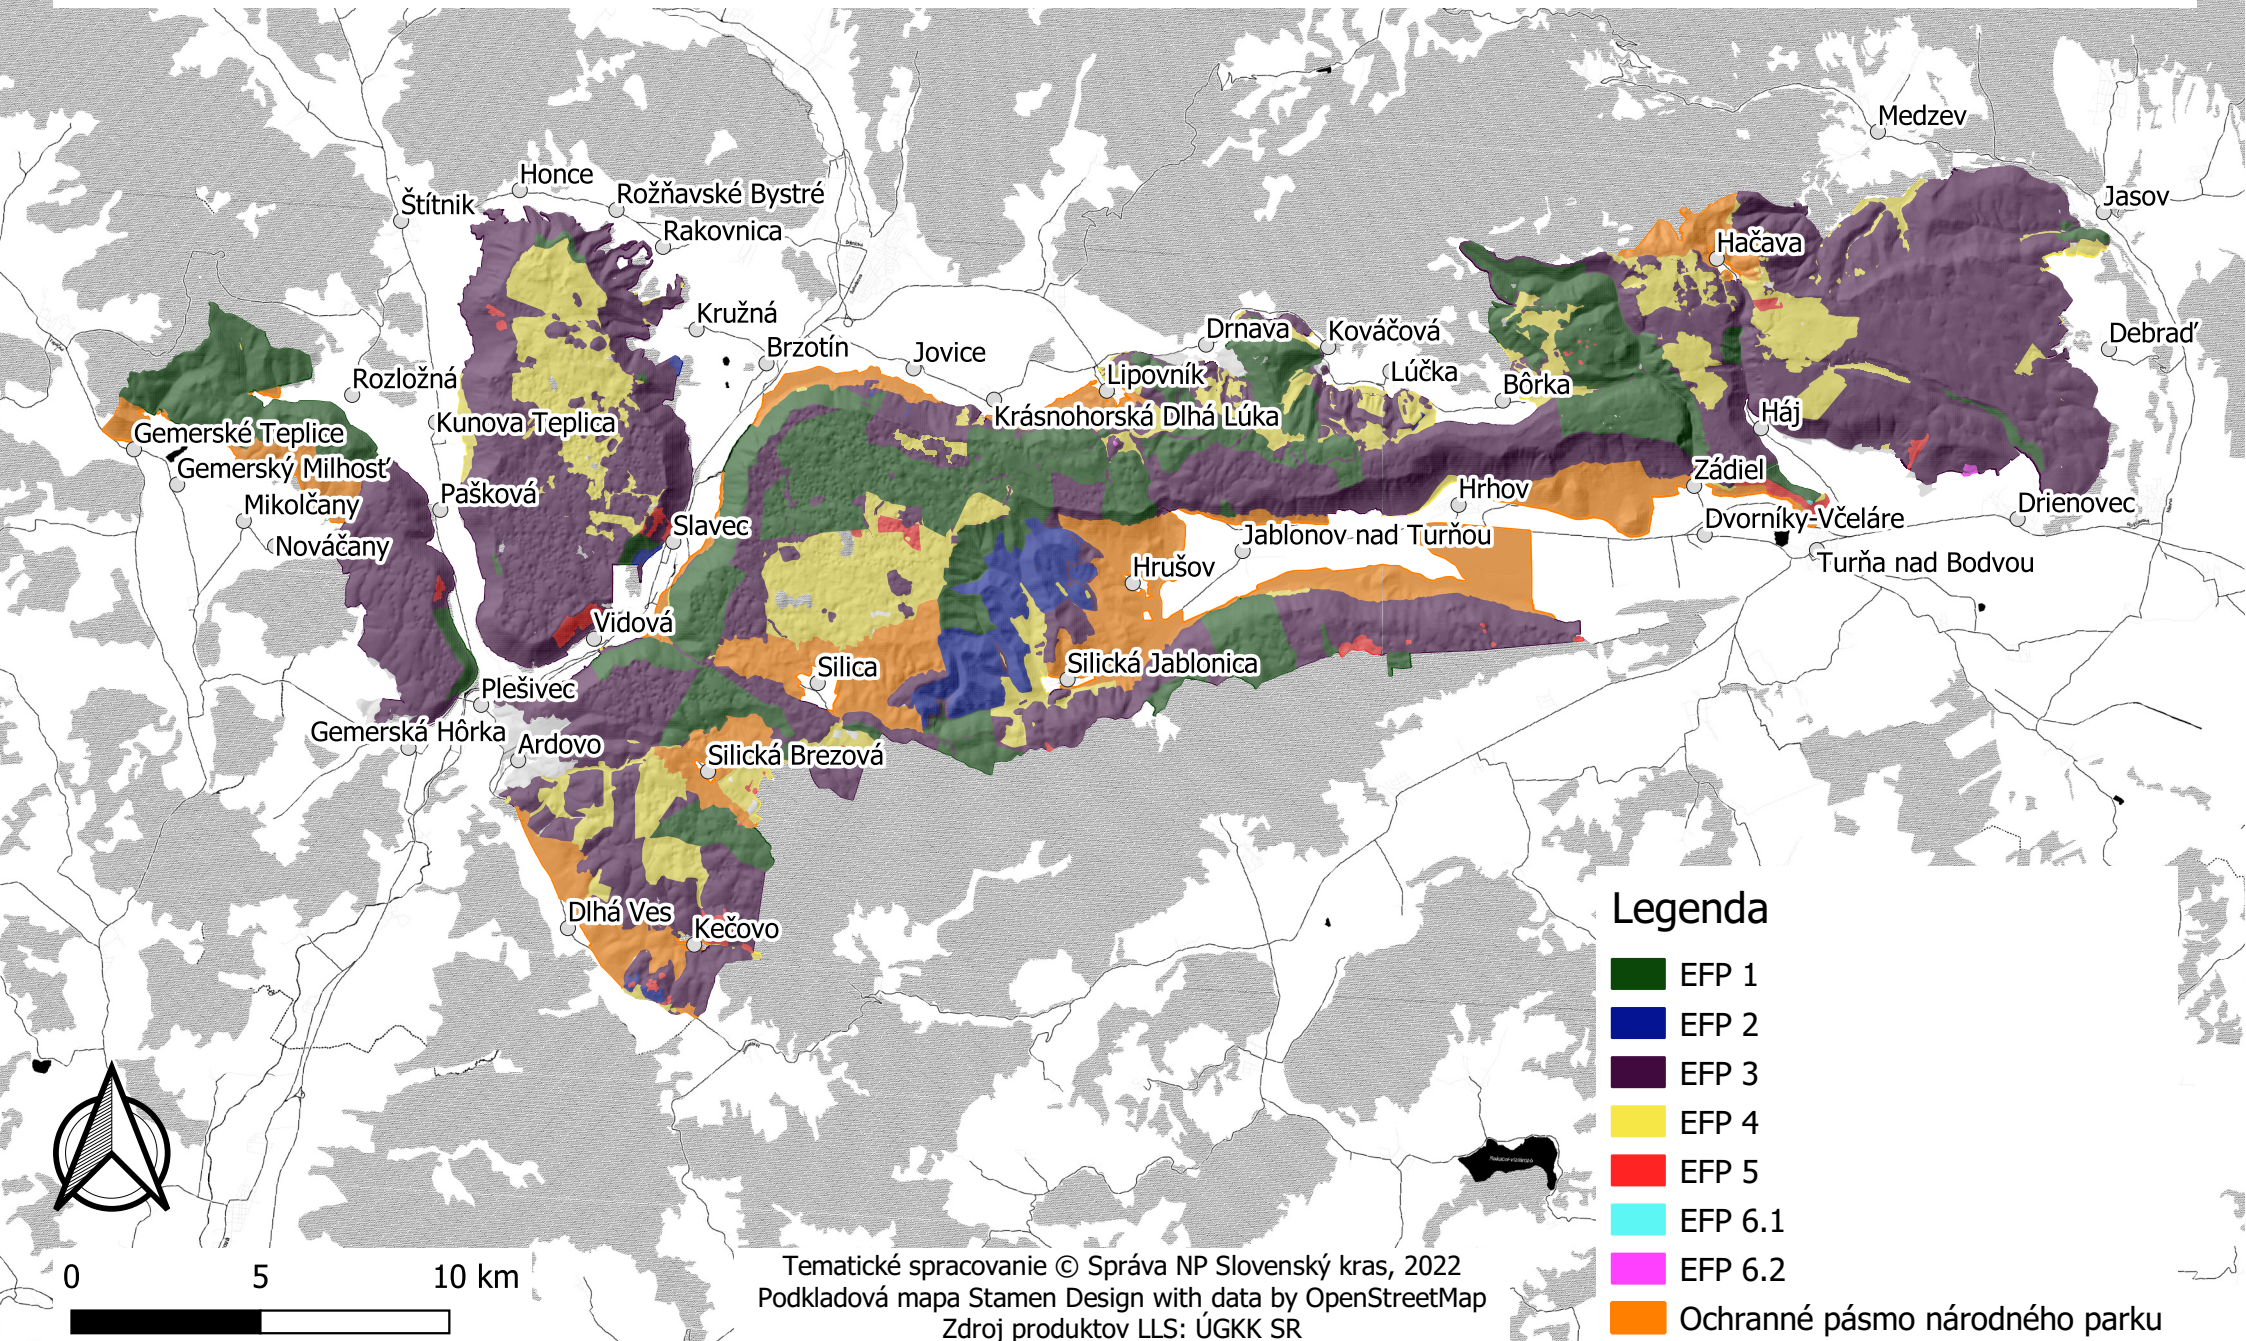 Medzev
Honce
Štítnik
Rožňavské Bystré
Jasov
Rakovnica
Hačava
Kružná
Drnava
Kováčová
Debraď
Brzotín
Jovice
Rozložná
Lipovník
Lúčka
Bôrka
Kunova Teplica
Krásnohorská Dlhá Lúka
Háj
Gemerské Teplice
Gemerský Milhosť
Zádiel
Pašková
Hrhov
Mikolčany
Drienovec
Slavec
Dvorníky-Včeláre
Nováčany
Jablonov nad Turňou
Turňa nad Bodvou
Hrušov
Vidová
Silica
Silická Jablonica
Plešivec
Gemerská Hôrka
Ardovo
Silická Brezová
Dlhá Ves
Kečovo
Legenda
EFP 1
EFP 2
EFP 3
EFP 4
EFP 5
EFP 6.1
EFP 6.2
Ochranné pásmo národného parku
0 5 10 km
Tematické spracovanie © Správa NP Slovenský kras, 2022
Podkladová mapa Stamen Design with data by OpenStreetMap
Zdroj produktov LLS: ÚGKK SR